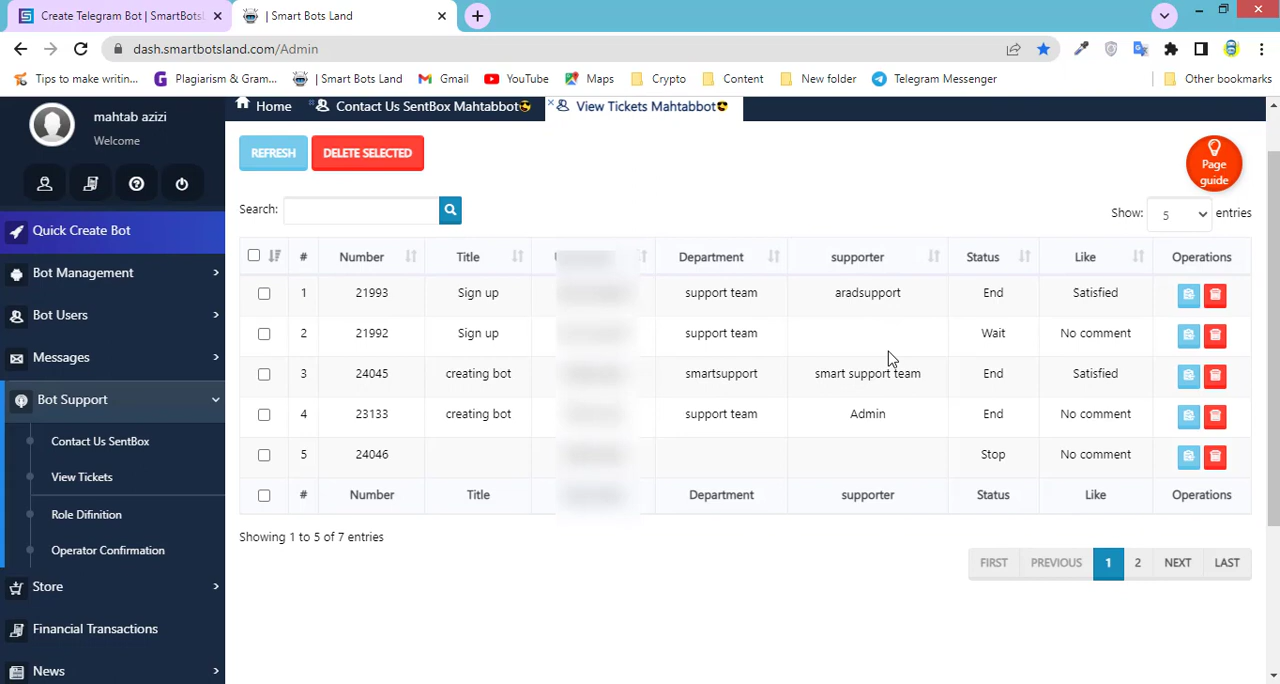 Create Telegram Bot | SmartBots
| Smart Bots Land
dash.smartbotsland.com/Admin
Tips to make writin... Plagiarism & Gram... | Smart Bots Land Gmail YouTube Maps Crypto Content New folder Telegram Messenger Other bookmarks
mahtab azizi
Welcome
Quick Create Bot
Bot Management
Bot Users
Messages
Bot Support
Contact Us SentBox
View Tickets
Role Difinition
Operator Confirmation
Store
Financial Transactions
News
Home Contact Us SentBox Mahtabbot View Tickets Mahtabbot
REFRESH DELETE SELECTED
Page guide
Search: Show: 5 entries
# Number Title Department supporter Status Like Operations
1 21993 Sign up support team aradsupport End Satisfied
2 21992 Sign up support team Wait No comment
3 24045 creating bot smartsupport smart support team End Satisfied
4 23133 creating bot support team Admin End No comment
5 24046 Stop No comment
# Number Title Department supporter Status Like Operations
Showing 1 to 5 of 7 entries
FIRST PREVIOUS 1 2 NEXT LAST